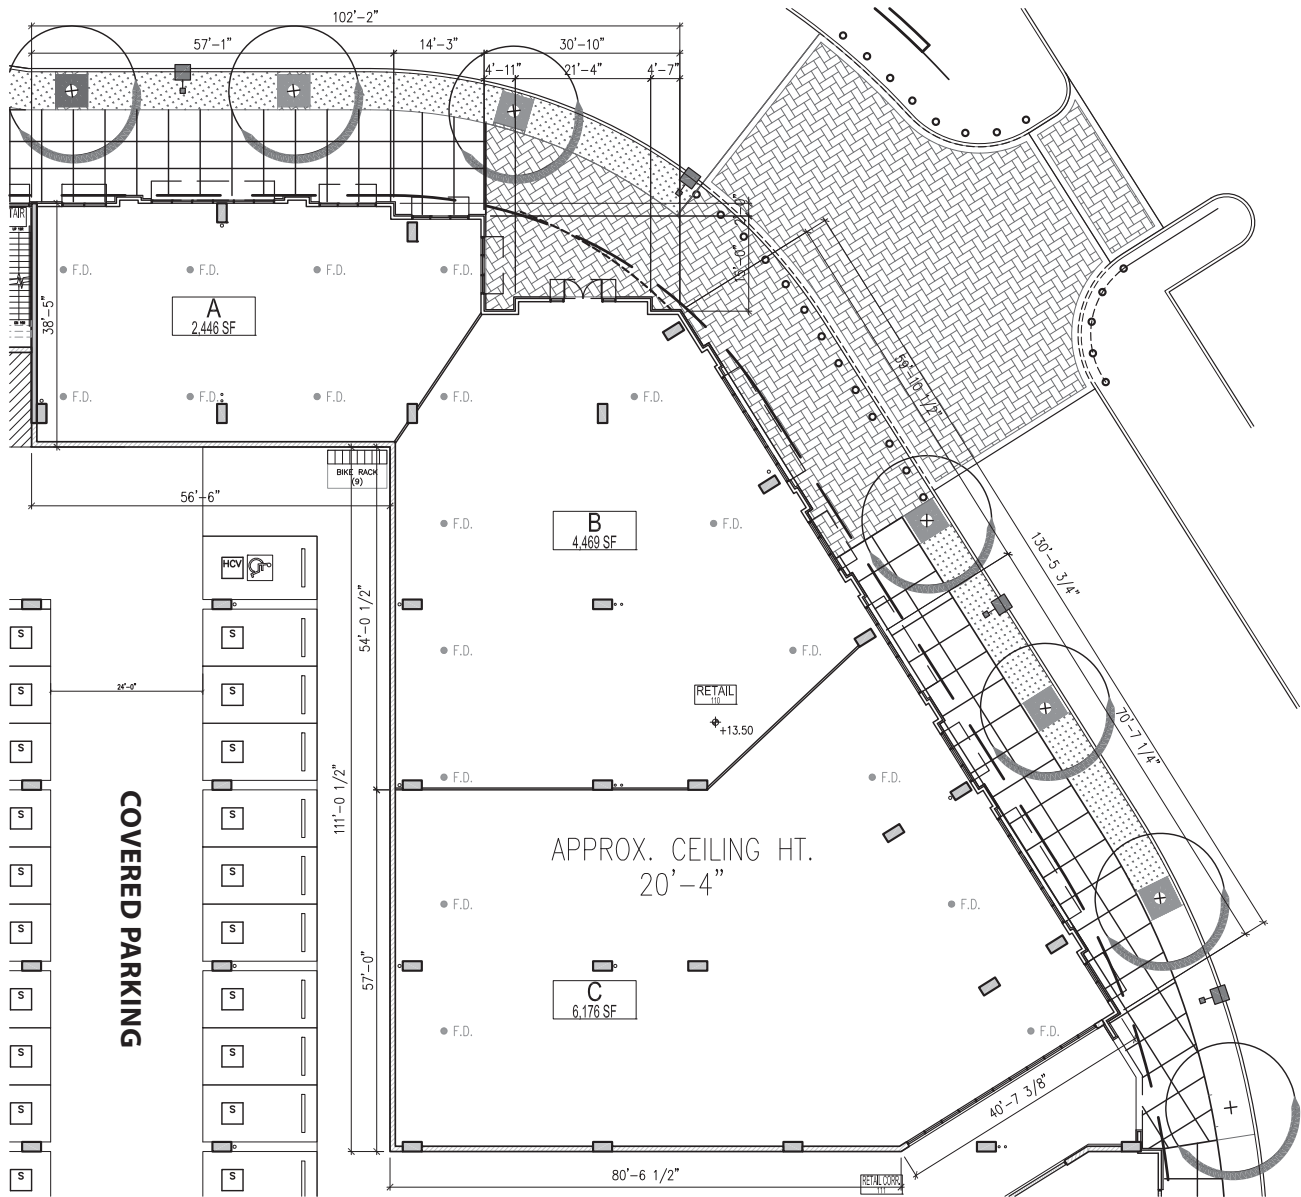 102'-2"
57'-1"
14'-3"
30'-10"
4'-11"
21'-4"
4'-7"
TAIR
38'-5"
F.D.
F.D.
F.D.
F.D.
A
2,446 SF
59'-10 1/2"
F.D.
F.D.
F.D.
F.D.
F.D.
BIKE RACK
(9)
56'-6"
B
4,469 SF
F.D.
F.D.
HCV
130'-5 3/4"
54'-0 1/2"
S
S
F.D.
F.D.
24'-0"
S
S
RETAIL
110
+13.50
70'-7 1/4"
S
S
F.D.
F.D.
111'-0 1/2"
COVERED PARKING
S
S
APPROX. CEILING HT.
20'-4"
S
S
F.D.
F.D.
S
S
57'-0"
C
6,176 SF
S
S
F.D.
F.D.
S
S
40'-7 3/8"
S
S
80'-6 1/2"
S
S
RETAIL CORR.
111